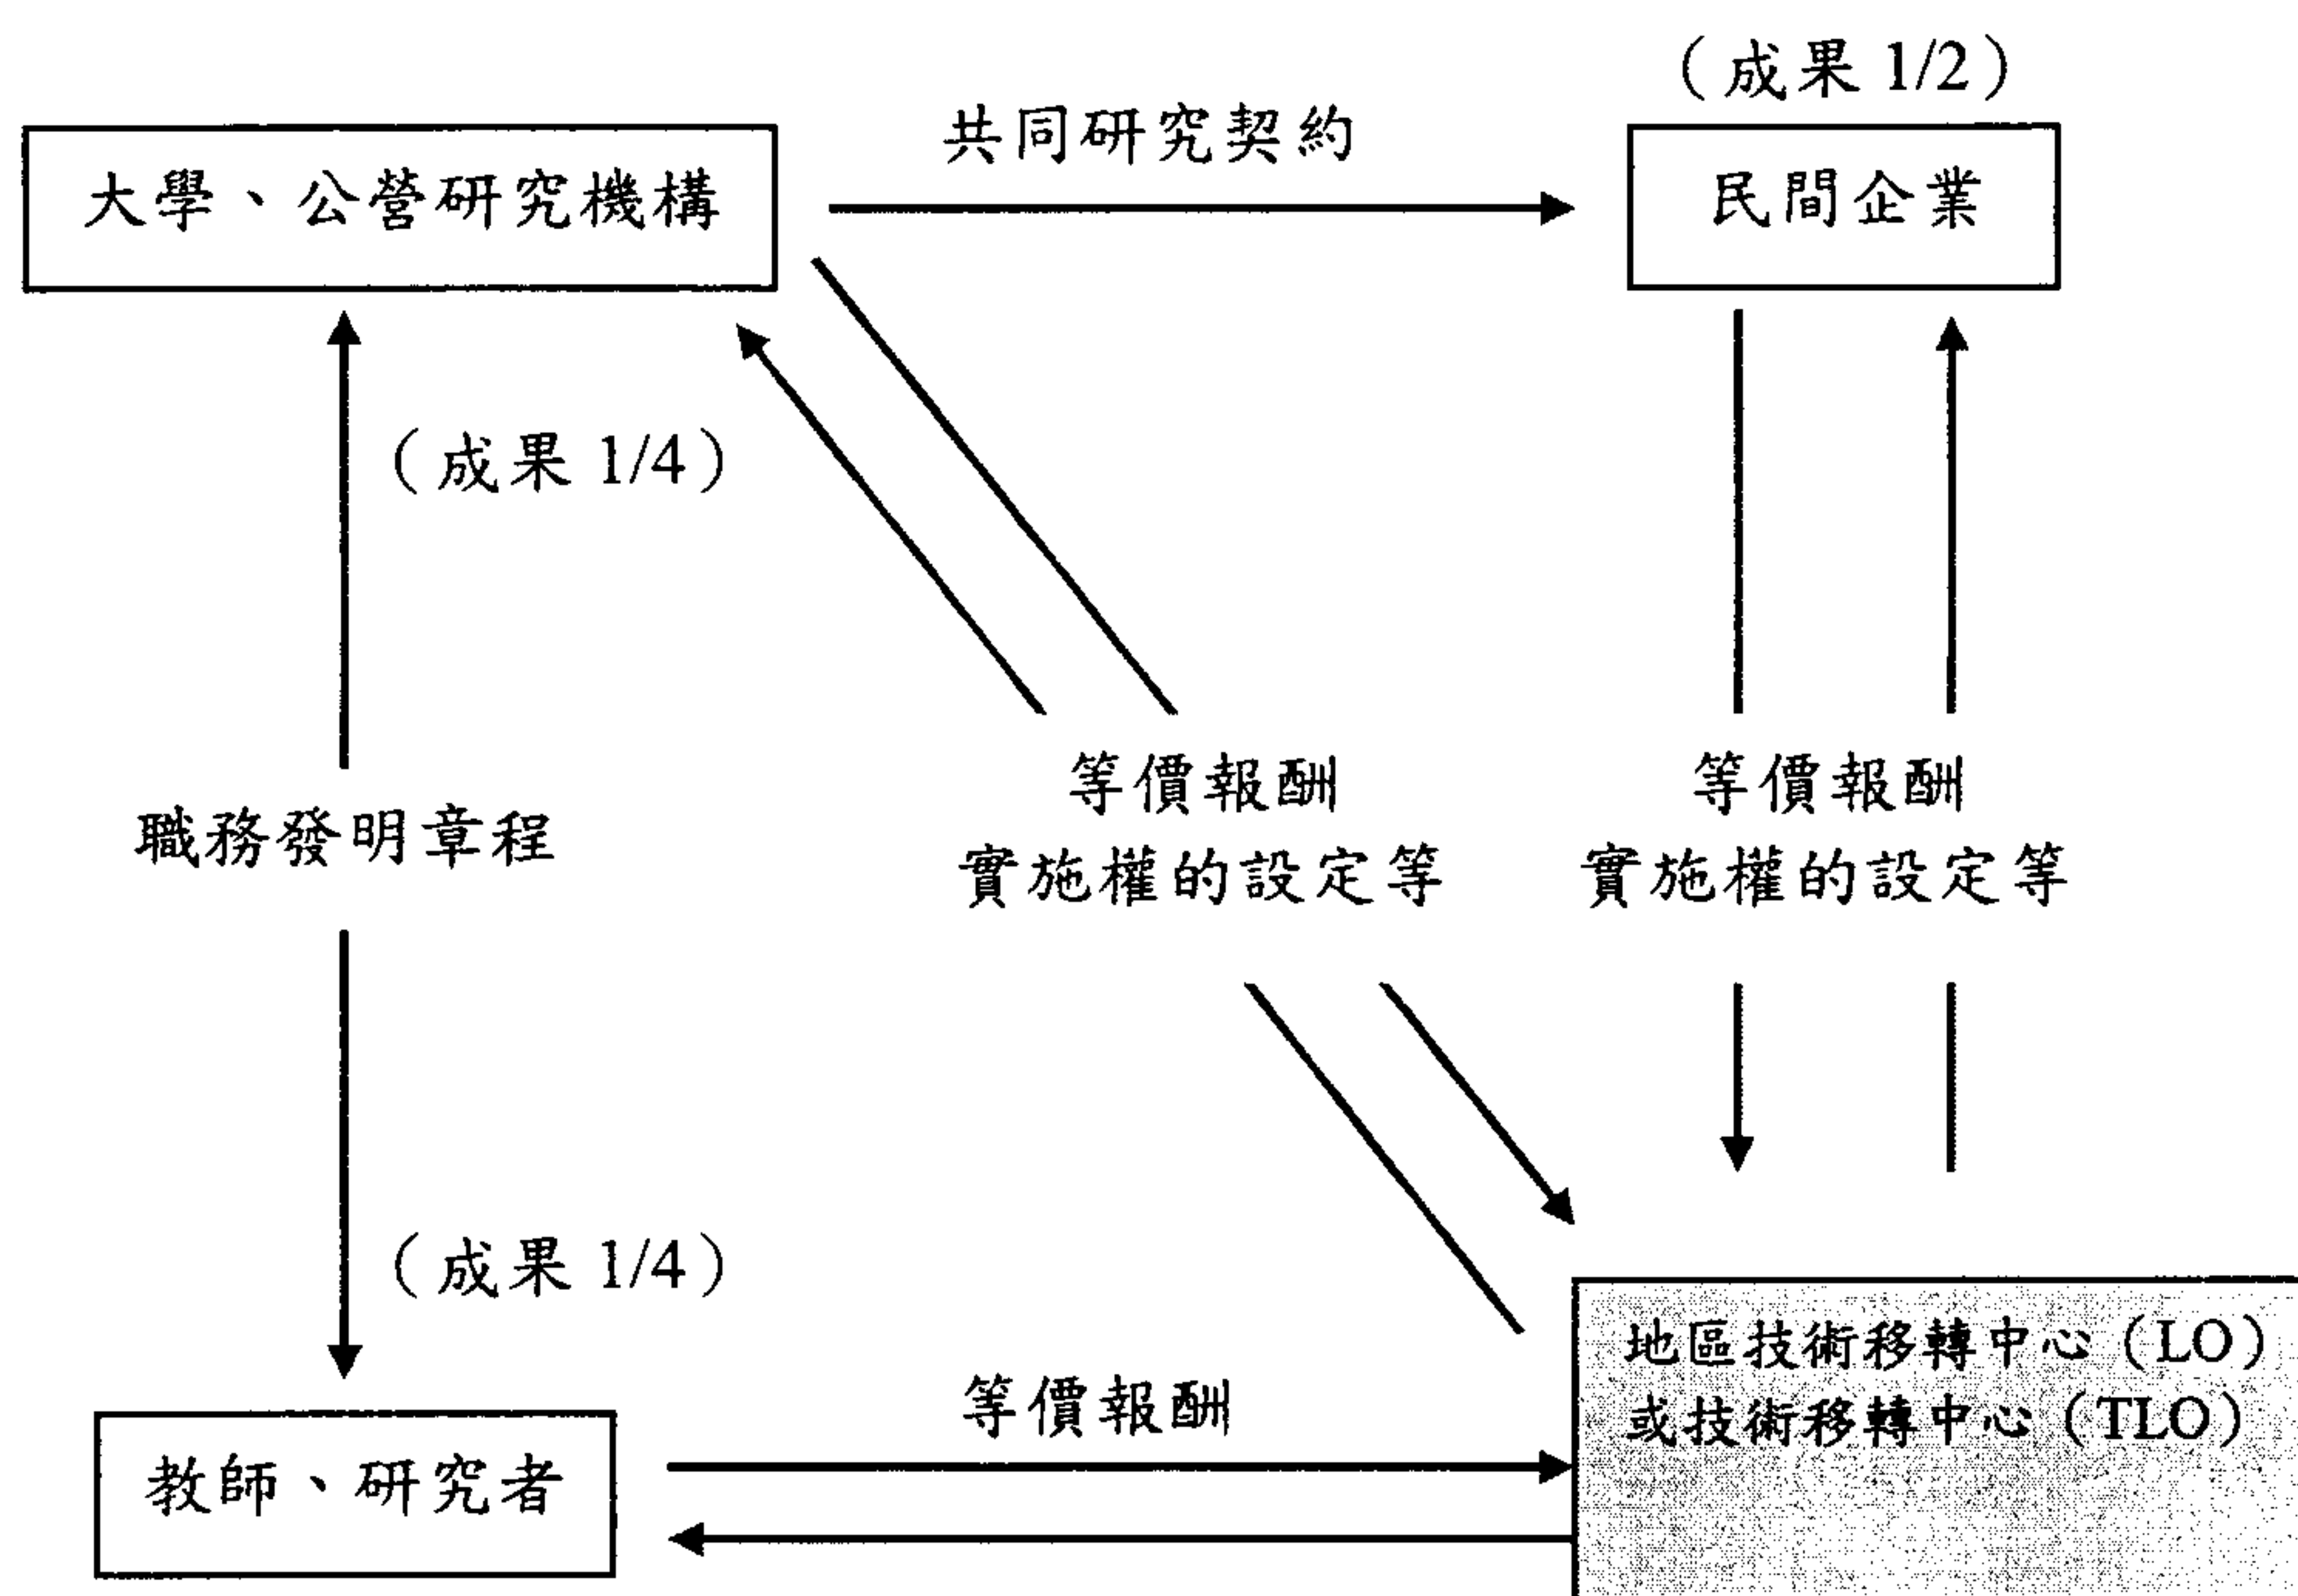 （成果 1/2）
共同研究契約
大學、公營研究機構
民間企業
（成果 1/4）
等價報酬
實施權的設定等
等價報酬
實施權的設定等
職務發明章程
（成果 1/4）
等價報酬
教師、研究者
地區技術移轉中心（LO）
或技術移轉中心（TLO）